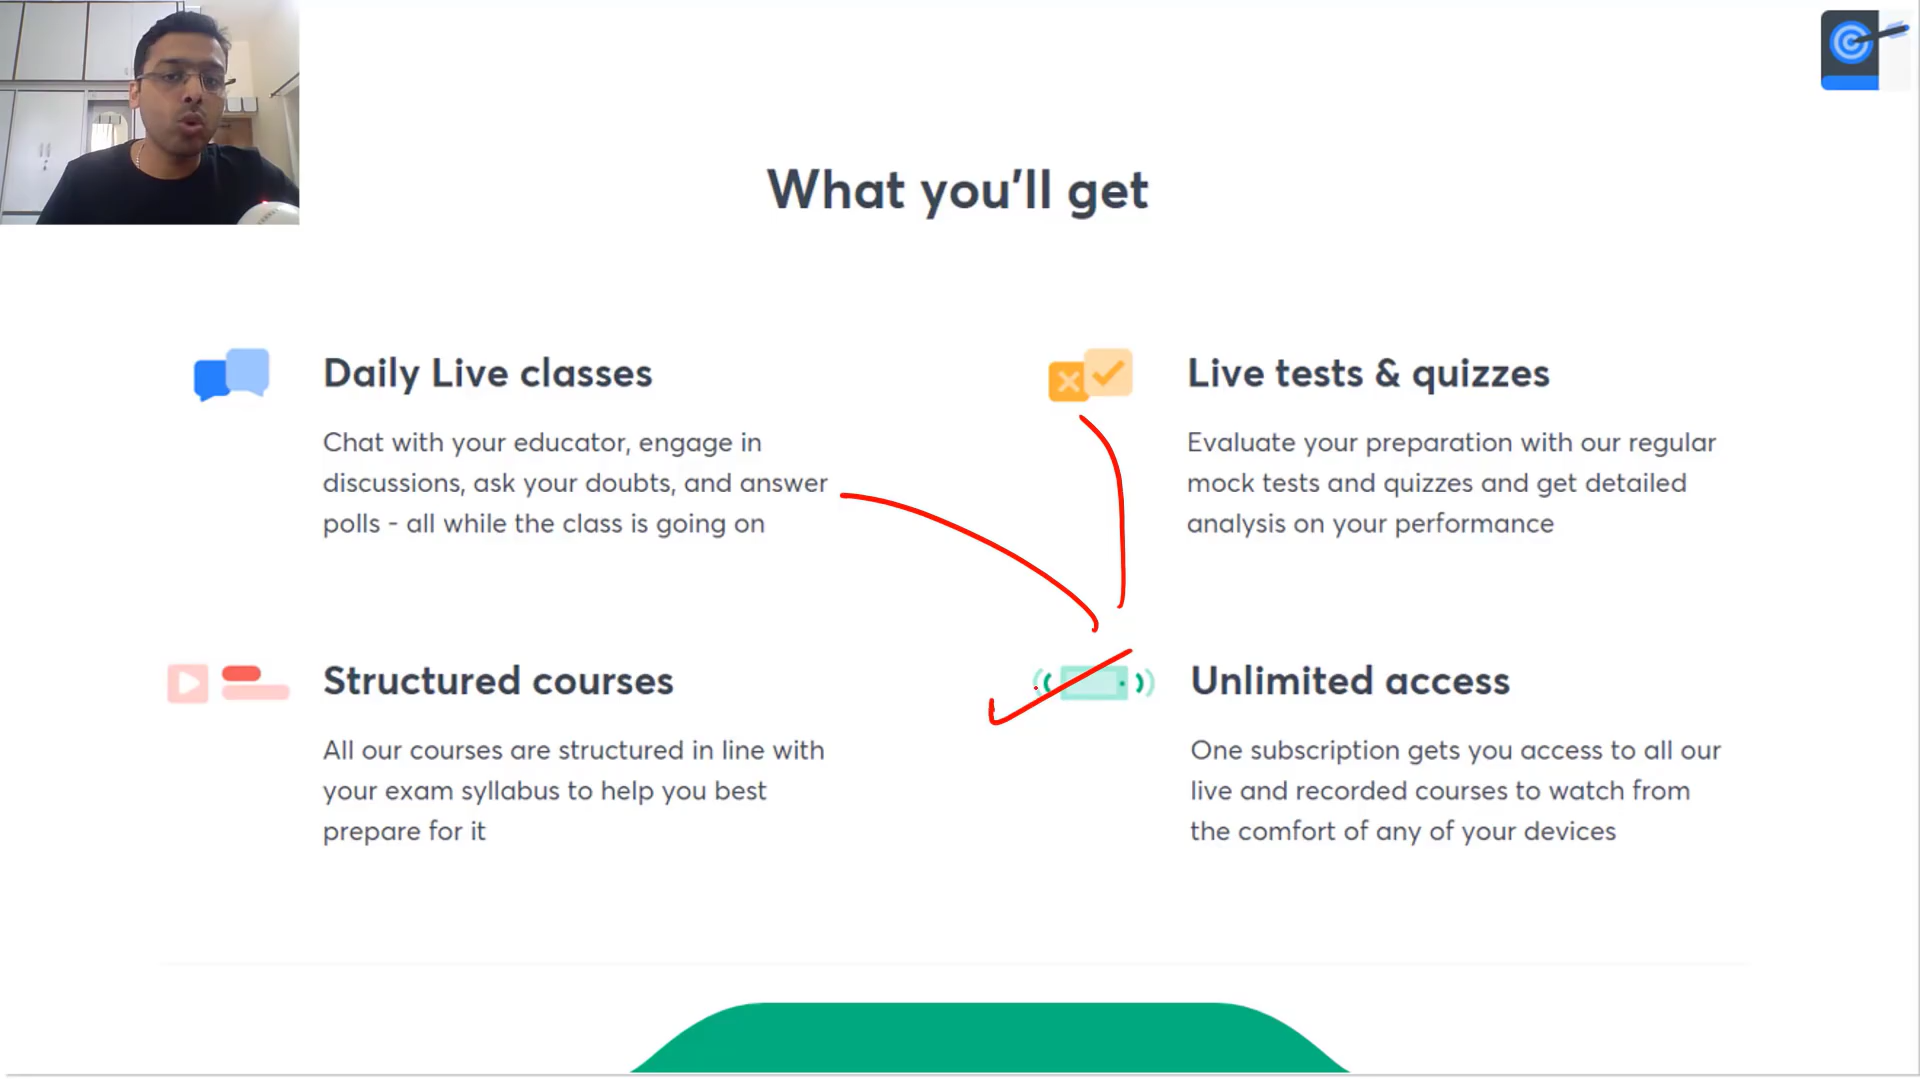 What you'll get
Daily Live classes
Chat with your educator, engage in
discussions, ask your doubts, and answer
polls - all while the class is going on
Live tests & quizzes
Evaluate your preparation with our regular
mock tests and quizzes and get detailed
analysis on your performance
Structured courses
All our courses are structured in line with
your exam syllabus to help you best
prepare for it
Unlimited access
One subscription gets you access to all our
live and recorded courses to watch from
the comfort of any of your devices